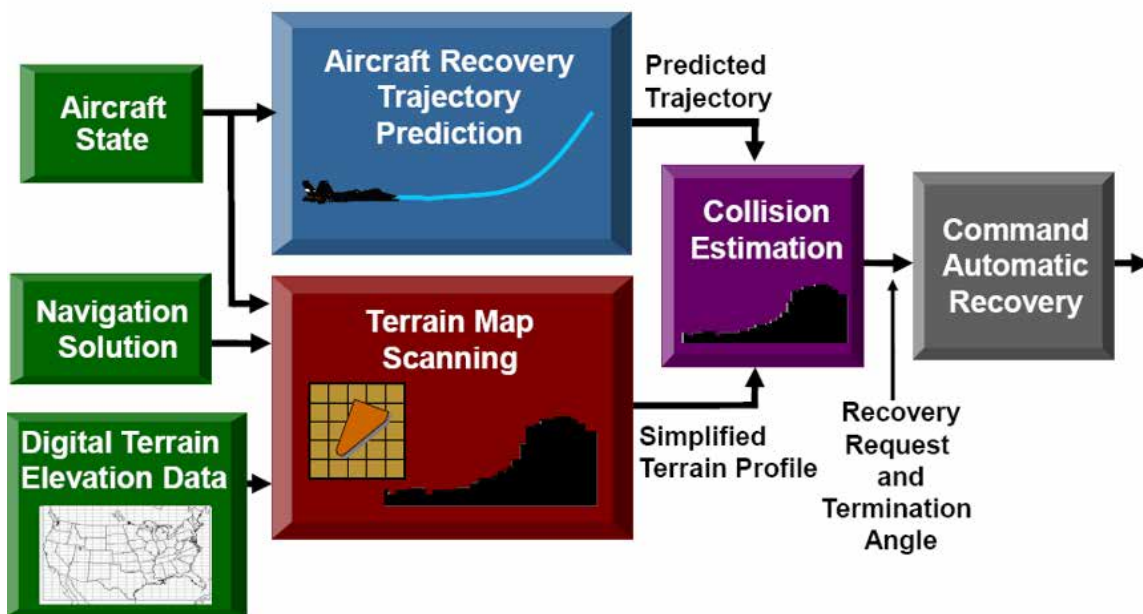 Aircraft
State
Navigation
Solution
Digital Terrain
Elevation Data
Aircraft Recovery
Trajectory
Prediction
Terrain Map
Scanning
Predicted
Trajectory
Simplified
Terrain Profile
Collision
Estimation
Command
Automatic
Recovery
Recovery
Request
and
Termination
Angle